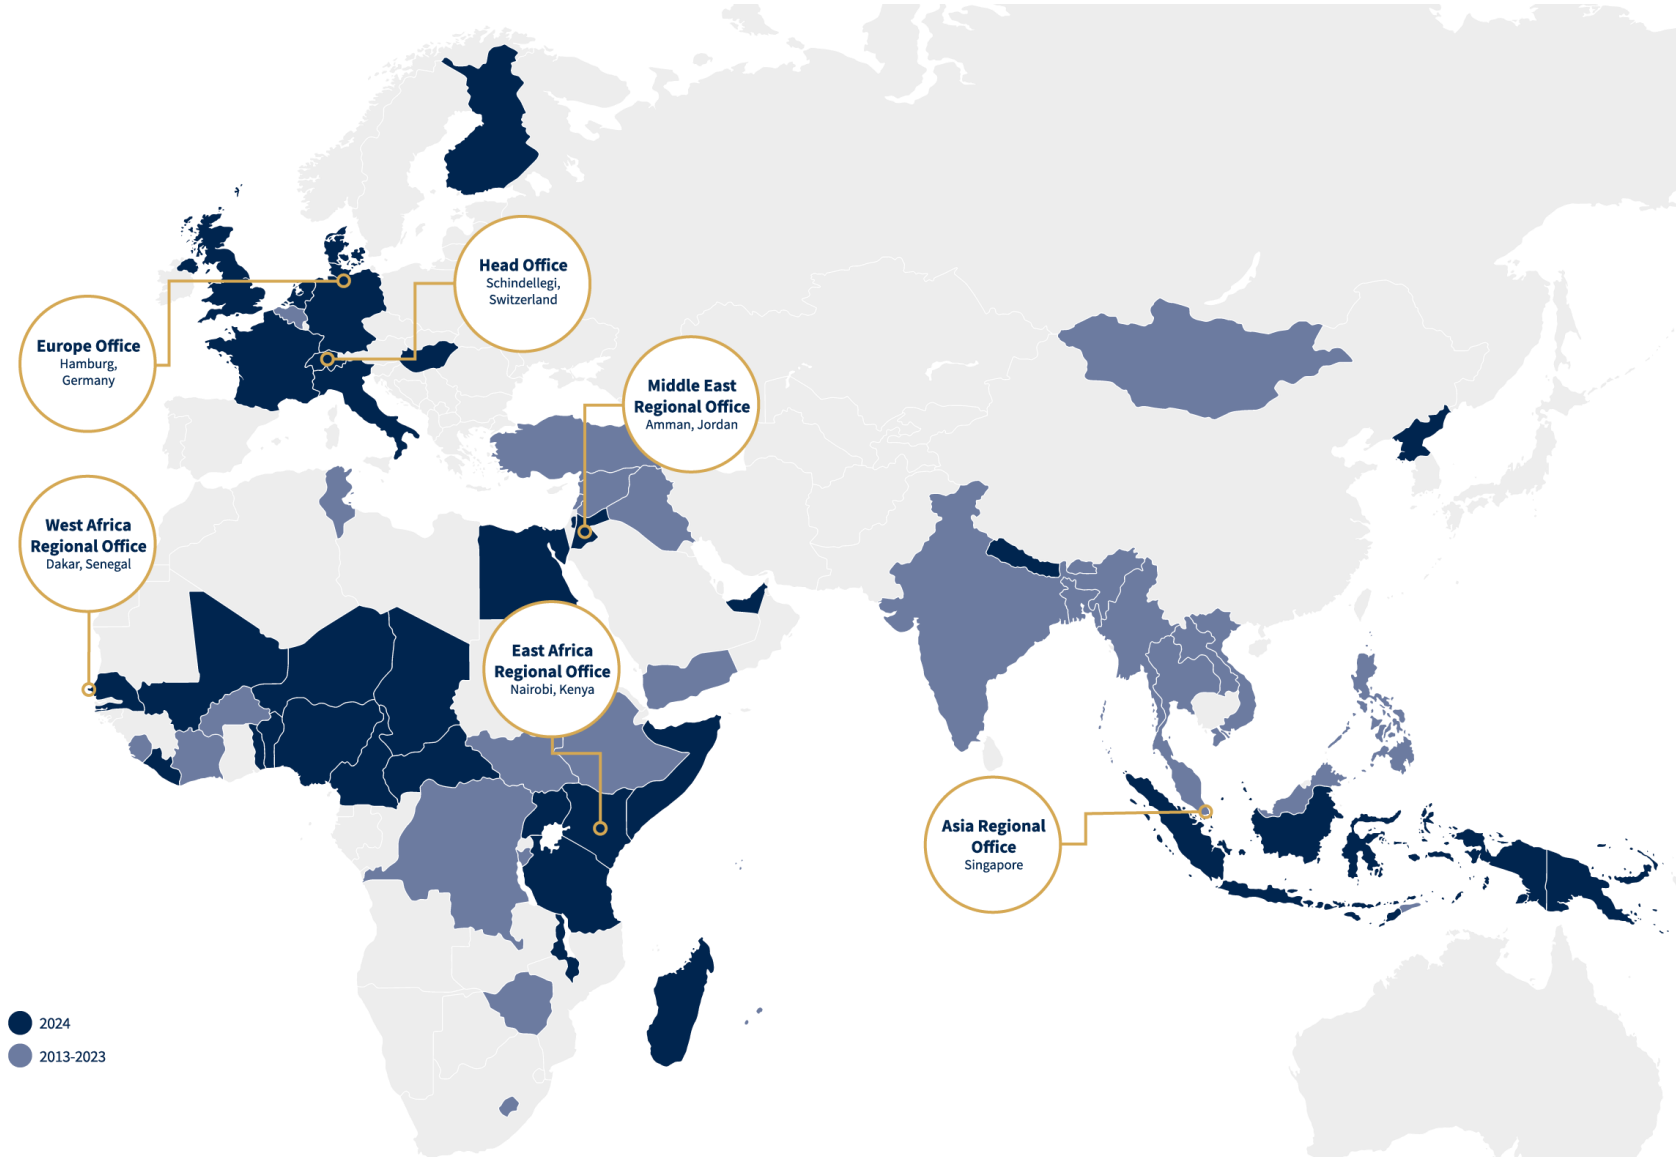 Head Office
Schindellegi,
Switzerland
Europe Office
Hamburg,
Germany
Middle East
Regional Office
Amman, Jordan
West Africa
Regional Office
Dakar, Senegal
East Africa
Regional Office
Nairobi, Kenya
Asia Regional
Office
Singapore
2024
2013-2023